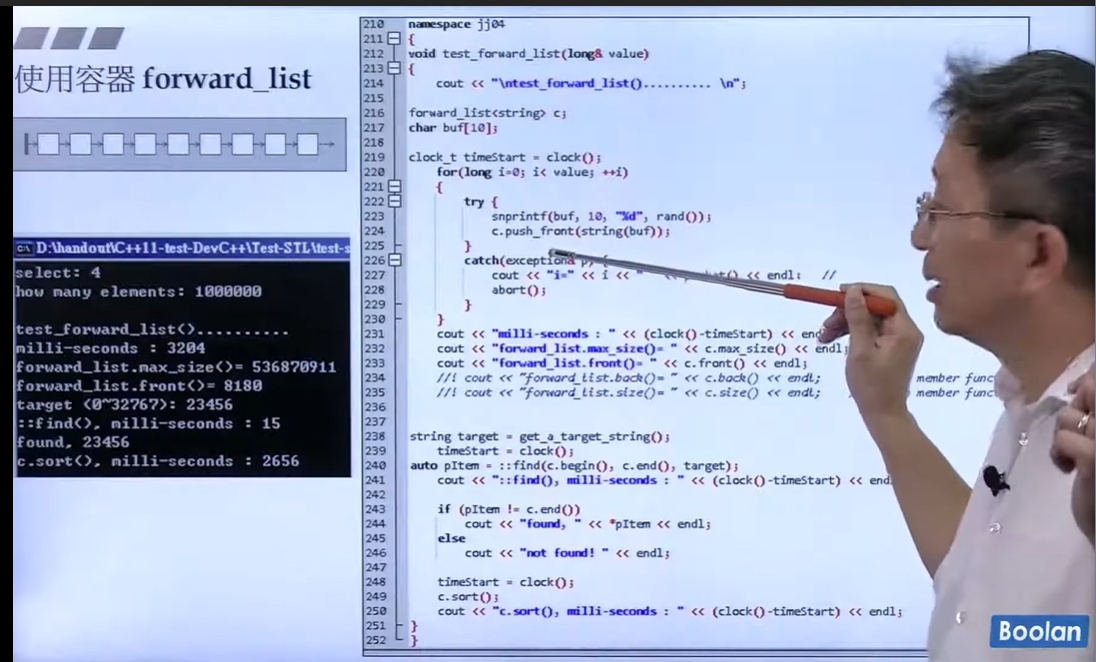 使用容器 forward_list
D:\handout\C++11-test-DevC++\Test-STL\test-s
select: 4
how many elements: 1000000
test_forward_list()..........
milli-seconds : 3204
forward_list.max_size()= 536870911
forward_list.front()= 8180
target (0~32767): 23456
::find(), milli-seconds : 15
found, 23456
c.sort(), milli-seconds : 2656
210 namespace jj04
211 {
212 void test_forward_list(long& value)
213 {
214 cout << "\ntest_forward_list().......... \n";
215
216 forward_list<string> c;
217 char buf[10];
218
219 clock_t timeStart = clock();
220 for(long i=0; i< value; ++i)
221 {
222 try {
223 snprintf(buf, 10, "%d", rand());
224 c.push_front(string(buf));
225 }
226 catch(exception& p) {
227 cout << "i=" << i << " << endl; //
228 abort();
229 }
230 }
231 cout << "milli-seconds : " << (clock()-timeStart) << end
232 cout << "forward_list.max_size()= " << c.max_size() << endl;
233 cout << "forward_list.front()= " << c.front() << endl;
234 //! cout << "forward_list.back()= " << c.back() << endl; member func
235 //! cout << "forward_list.size()= " << c.size() << endl; member func
236
237
238 string target = get_a_target_string();
239 timeStart = clock();
240 auto pItem = ::find(c.begin(), c.end(), target);
241 cout << "::find(), milli-seconds : " << (clock()-timeStart) << end
242
243 if (pItem != c.end())
244 cout << "found, " << *pItem << endl;
245 else
246 cout << "not found! " << endl;
247
248 timeStart = clock();
249 c.sort();
250 cout << "c.sort(), milli-seconds : " << (clock()-timeStart) << endl;
251 }
252 }
Boolan